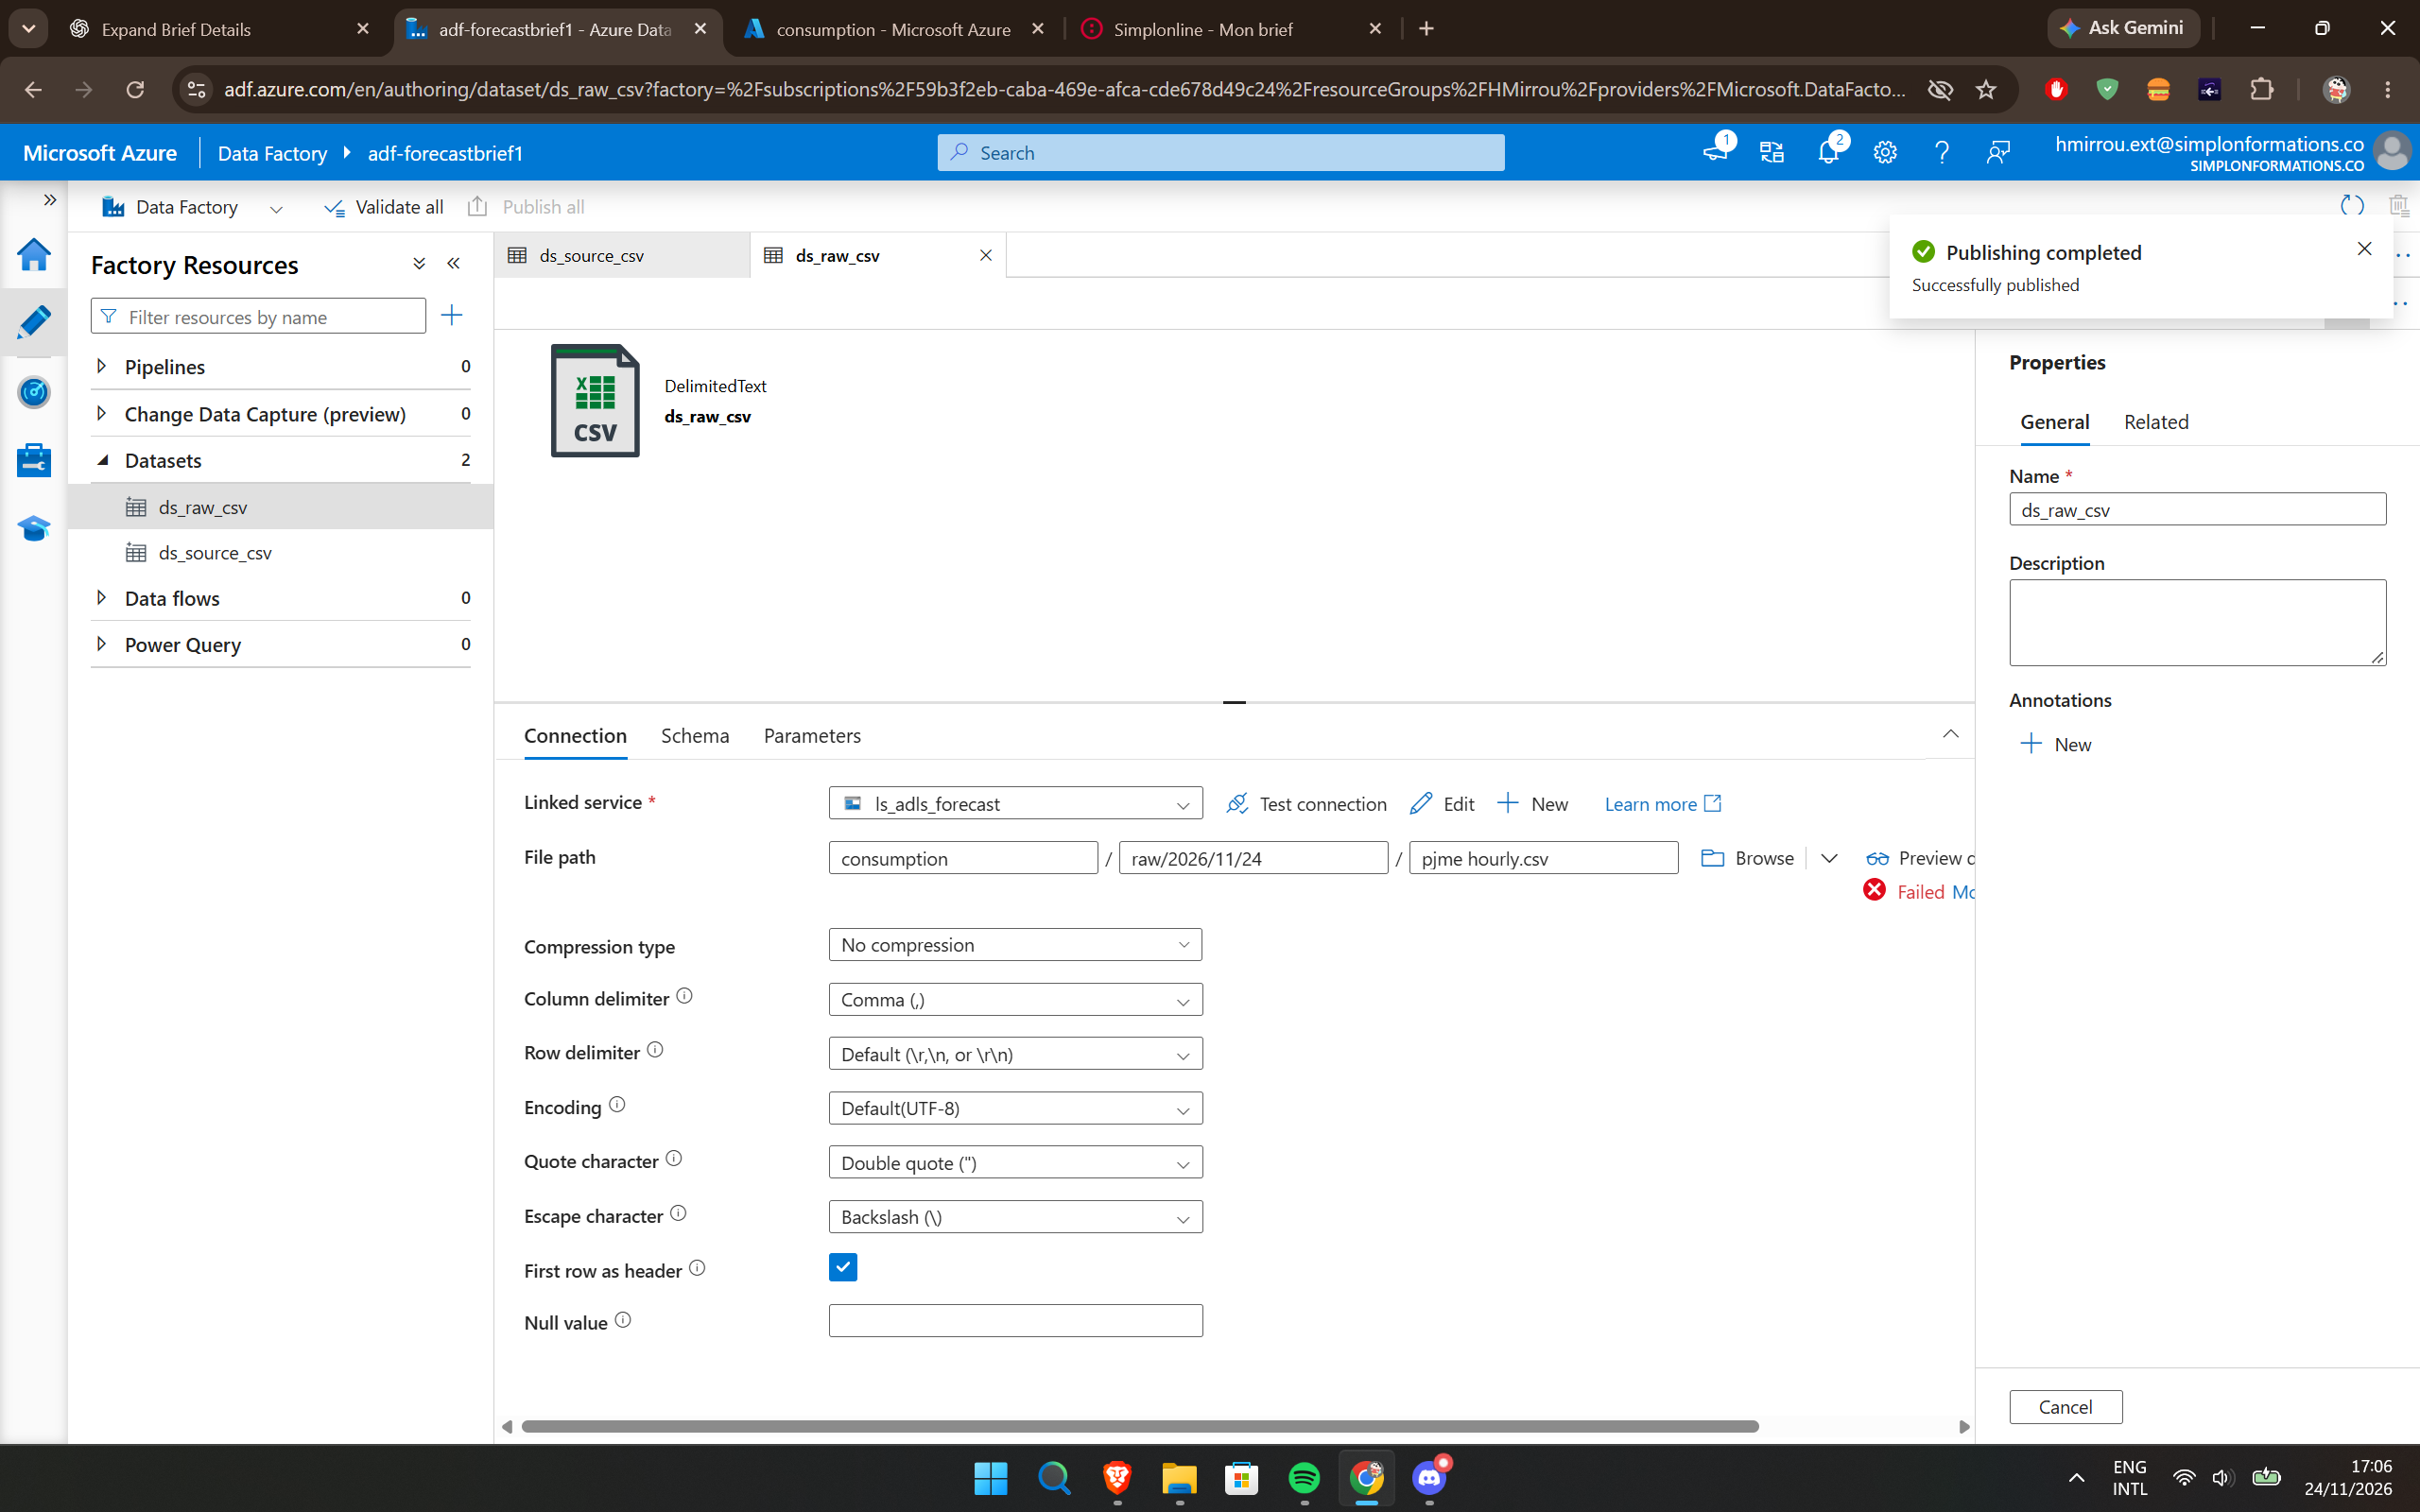 Expand Brief Details
adf-forecastbrief1 - Azure Data
consumption - Microsoft Azure
Simplonline - Mon brief
Ask Gemini
adf.azure.com/en/authoring/dataset/ds_raw_csv?factory=%2Fsubscriptions%2F59b3f2eb-caba-469e-afca-cde678d49c24%2FresourceGroups%2FHMirrou%2Fproviders%2FMicrosoft.DataFacto...
Microsoft Azure
Data Factory
adf-forecastbrief1
Search
1
2
hmirrou.ext@simplonformations.co
SIMPLONFORMATIONS.CO
Data Factory
Validate all
Publish all
Publishing completed
Successfully published
Factory Resources
Filter resources by name
Pipelines 0
Change Data Capture (preview) 0
Datasets 2
ds_raw_csv
ds_source_csv
Data flows 0
Power Query 0
ds_source_csv
ds_raw_csv
X
CSV
DelimitedText
ds_raw_csv
Connection
Schema
Parameters
Linked service *
ls_adls_forecast
Test connection
Edit
New
Learn more
File path
consumption / raw/2026/11/24 / pjme hourly.csv
Browse
Preview d
Failed Mo
Compression type
No compression
Column delimiter
Comma (,)
Row delimiter
Default (\r,\n, or \r\n)
Encoding
Default(UTF-8)
Quote character
Double quote (")
Escape character
Backslash (\)
First row as header
Null value
Properties
General
Related
Name *
ds_raw_csv
Description
Annotations
New
Cancel
ENG
INTL
17:06
24/11/2026